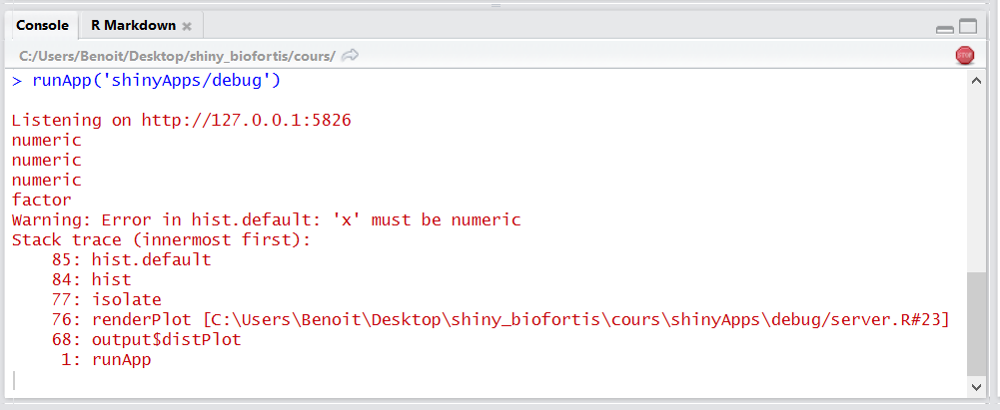 Console R Markdown
C:/Users/Benoit/Desktop/shiny_biofortis/cours/
STOP
> runApp('shinyApps/debug')
Listening on http://127.0.0.1:5826
numeric
numeric
numeric
factor
Warning: Error in hist.default: 'x' must be numeric
Stack trace (innermost first):
    85: hist.default
    84: hist
    77: isolate
    76: renderPlot [C:\Users\Benoit\Desktop\shiny_biofortis\cours\shinyApps\debug/server.R#23]
    68: output$distPlot
     1: runApp